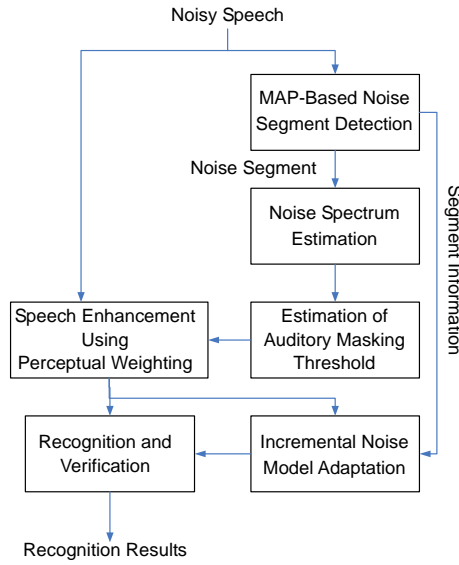 Noisy Speech
MAP-Based Noise
Segment Detection
Noise Segment
Segment Information
Noise Spectrum
Estimation
Speech Enhancement
Using
Perceptual Weighting
Estimation of
Auditory Masking
Threshold
Recognition and
Verification
Incremental Noise
Model Adaptation
Recognition Results